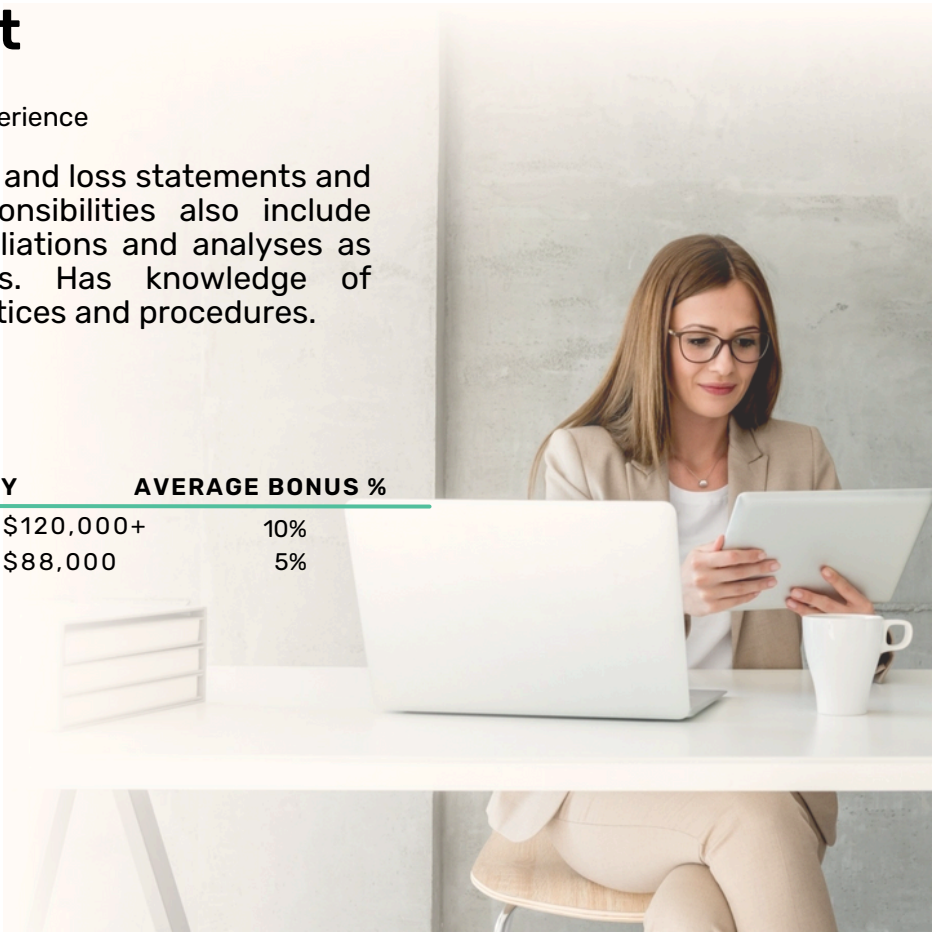 t
erience
and loss statements and
onsibilities also include
liations and analyses as
s. Has knowledge of
tices and procedures.
Y AVERAGE BONUS %
$120,000+ 10%
$88,000 5%